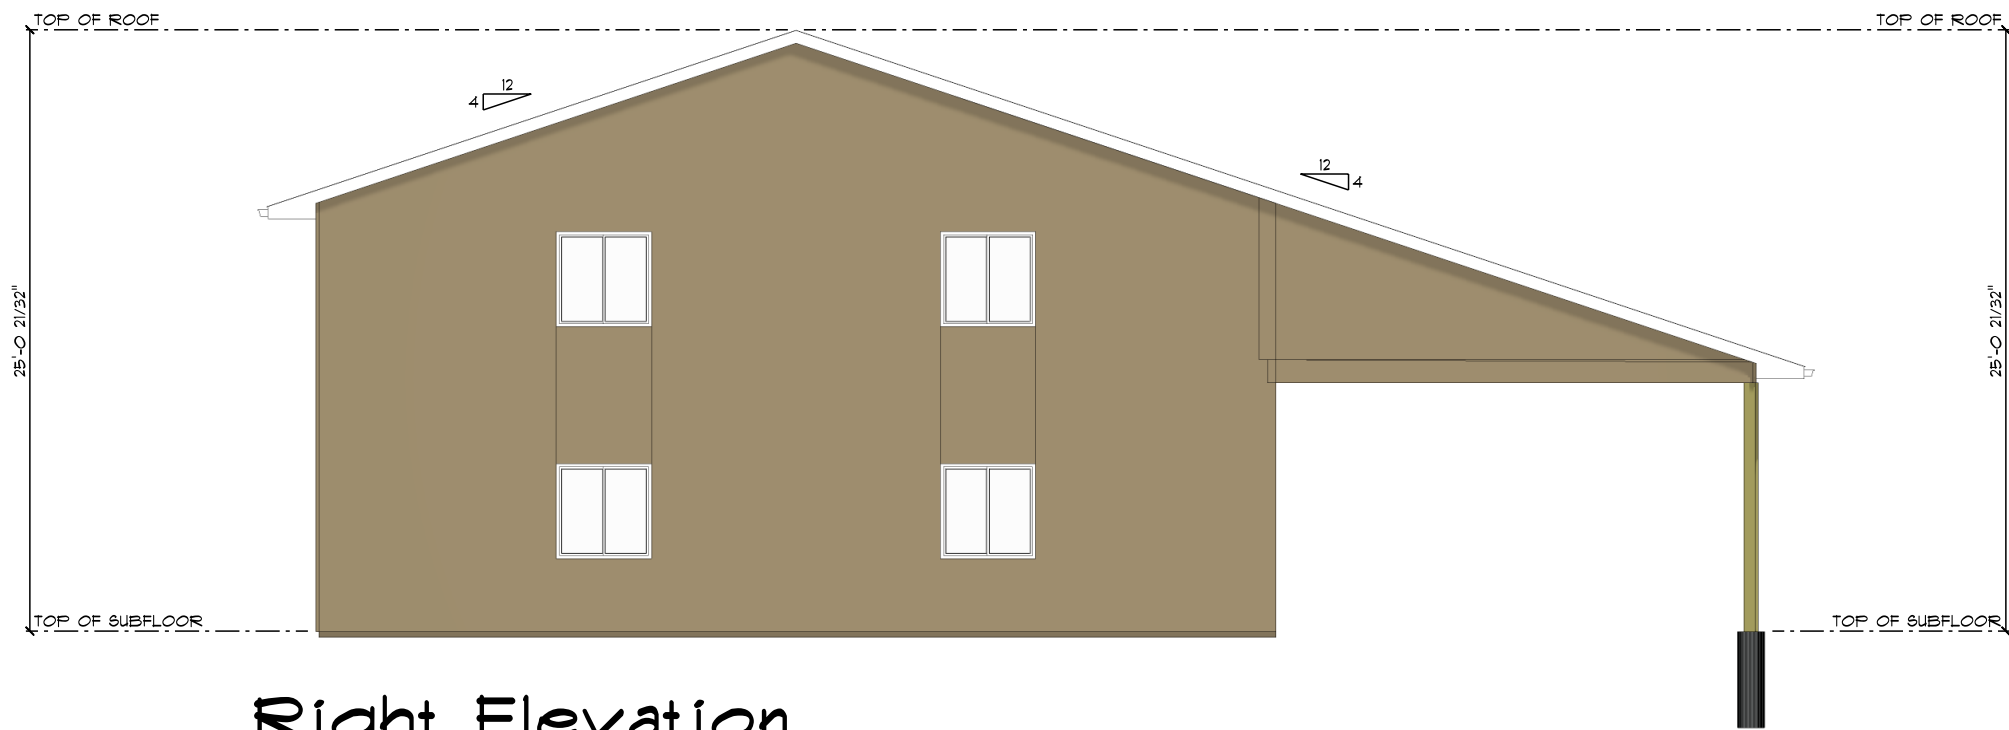 TOP OF ROOF
TOP OF ROOF
12
4
12
4
25'-0 21/32"
25'-0 21/32"
TOP OF SUBFLOOR
TOP OF SUBFLOOR
Right Elevation